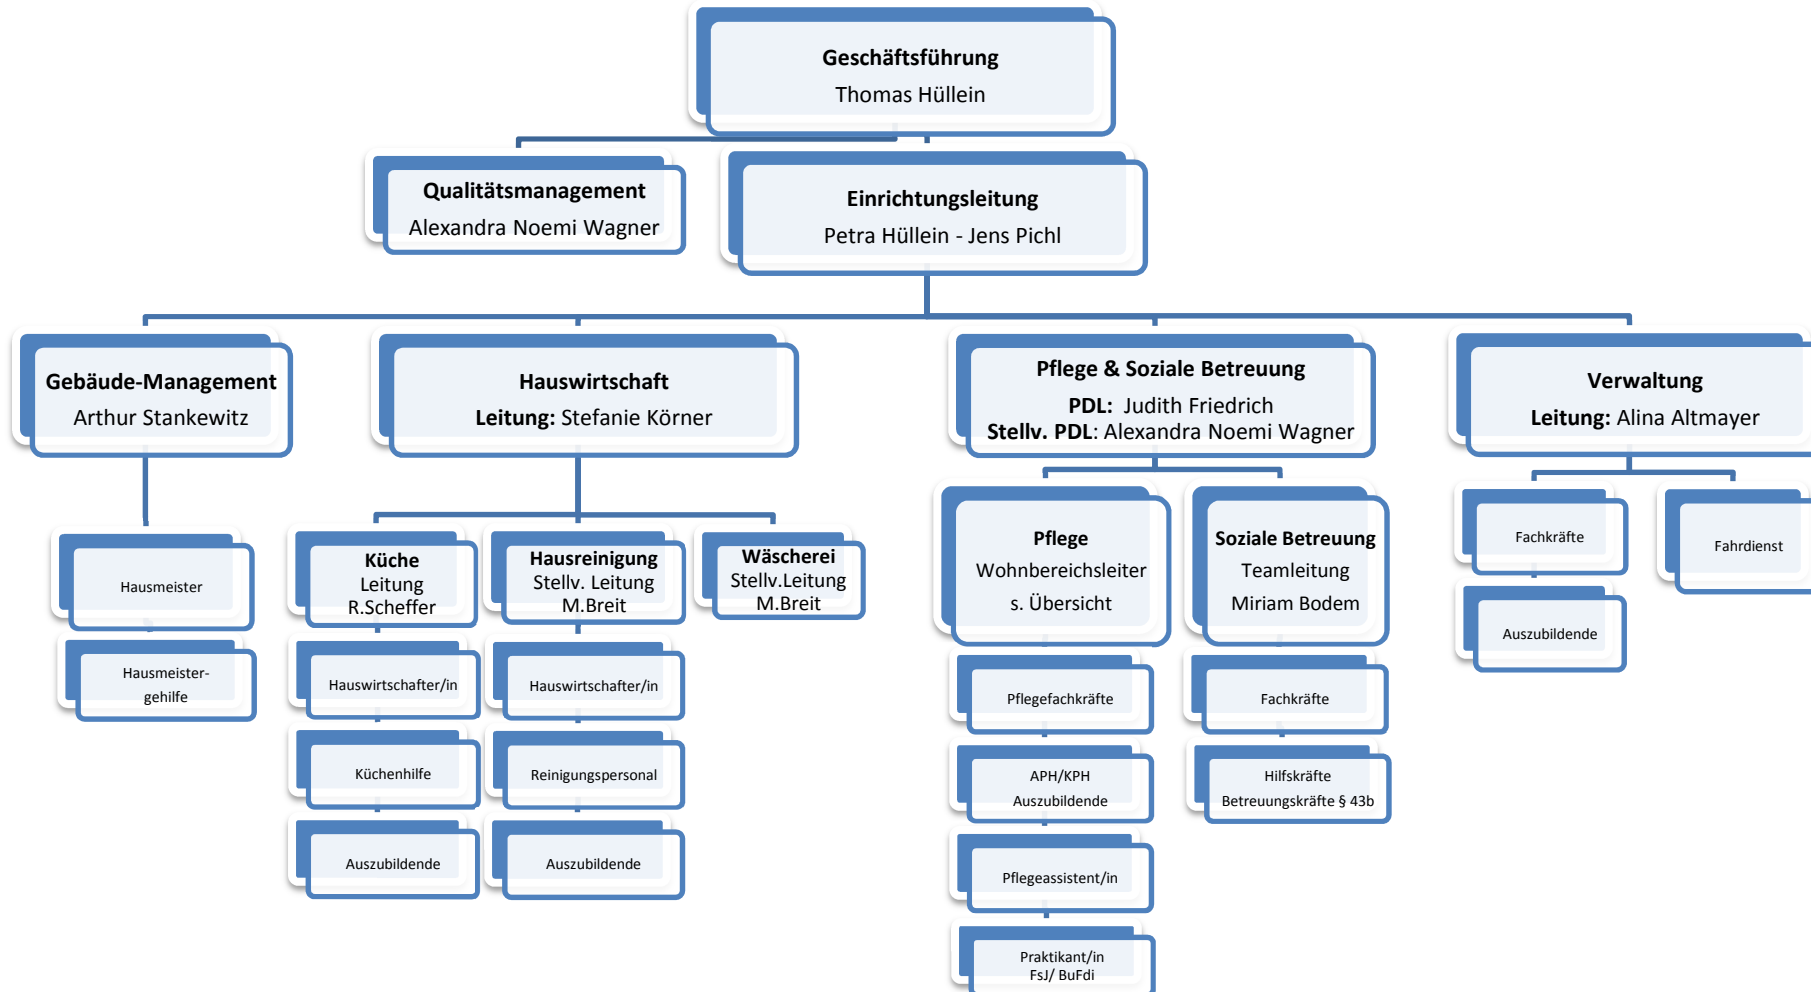 Geschäftsführung
Thomas Hüllein
Qualitätsmanagement
Alexandra Noemi Wagner
Einrichtungsleitung
Petra Hüllein - Jens Pichl
Gebäude-Management
Arthur Stankewitz
Hauswirtschaft
Leitung: Stefanie Körner
Pflege & Soziale Betreuung
PDL: Judith Friedrich
Stellv. PDL: Alexandra Noemi Wagner
Verwaltung
Leitung: Alina Altmayer
Hausmeister
Hausmeister-
gehilfe
Küche
Leitung
R.Scheffer
Hauswirtschafter/in
Küchenhilfe
Auszubildende
Hausreinigung
Stellv. Leitung
M.Breit
Hauswirtschafter/in
Reinigungspersonal
Auszubildende
Wäscherei
Stellv.Leitung
M.Breit
Pflege
Wohnbereichsleiter
s. Übersicht
Pflegefachkräfte
APH/KPH
Auszubildende
Pflegeassistent/in
Praktikant/in
FsJ/ BuFdi
Soziale Betreuung
Teamleitung
Miriam Bodem
Fachkräfte
Hilfskräfte
Betreuungskräfte § 43b
Fachkräfte
Auszubildende
Fahrdienst